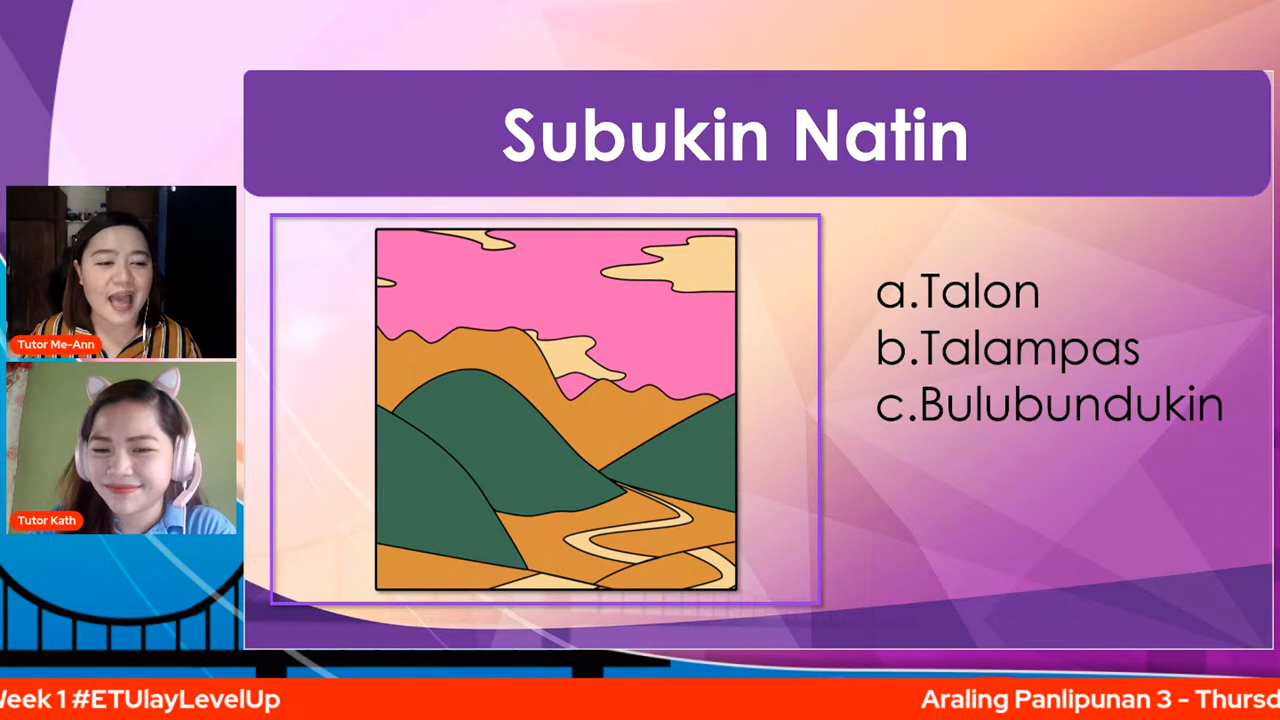 Subukin Natin
a.Talon
b.Talampas
c.Bulubundukin
Tutor Me-Ann
Tutor Kath
Week 1 #ETUlayLevelUp
Araling Panlipunan 3 - Thursd